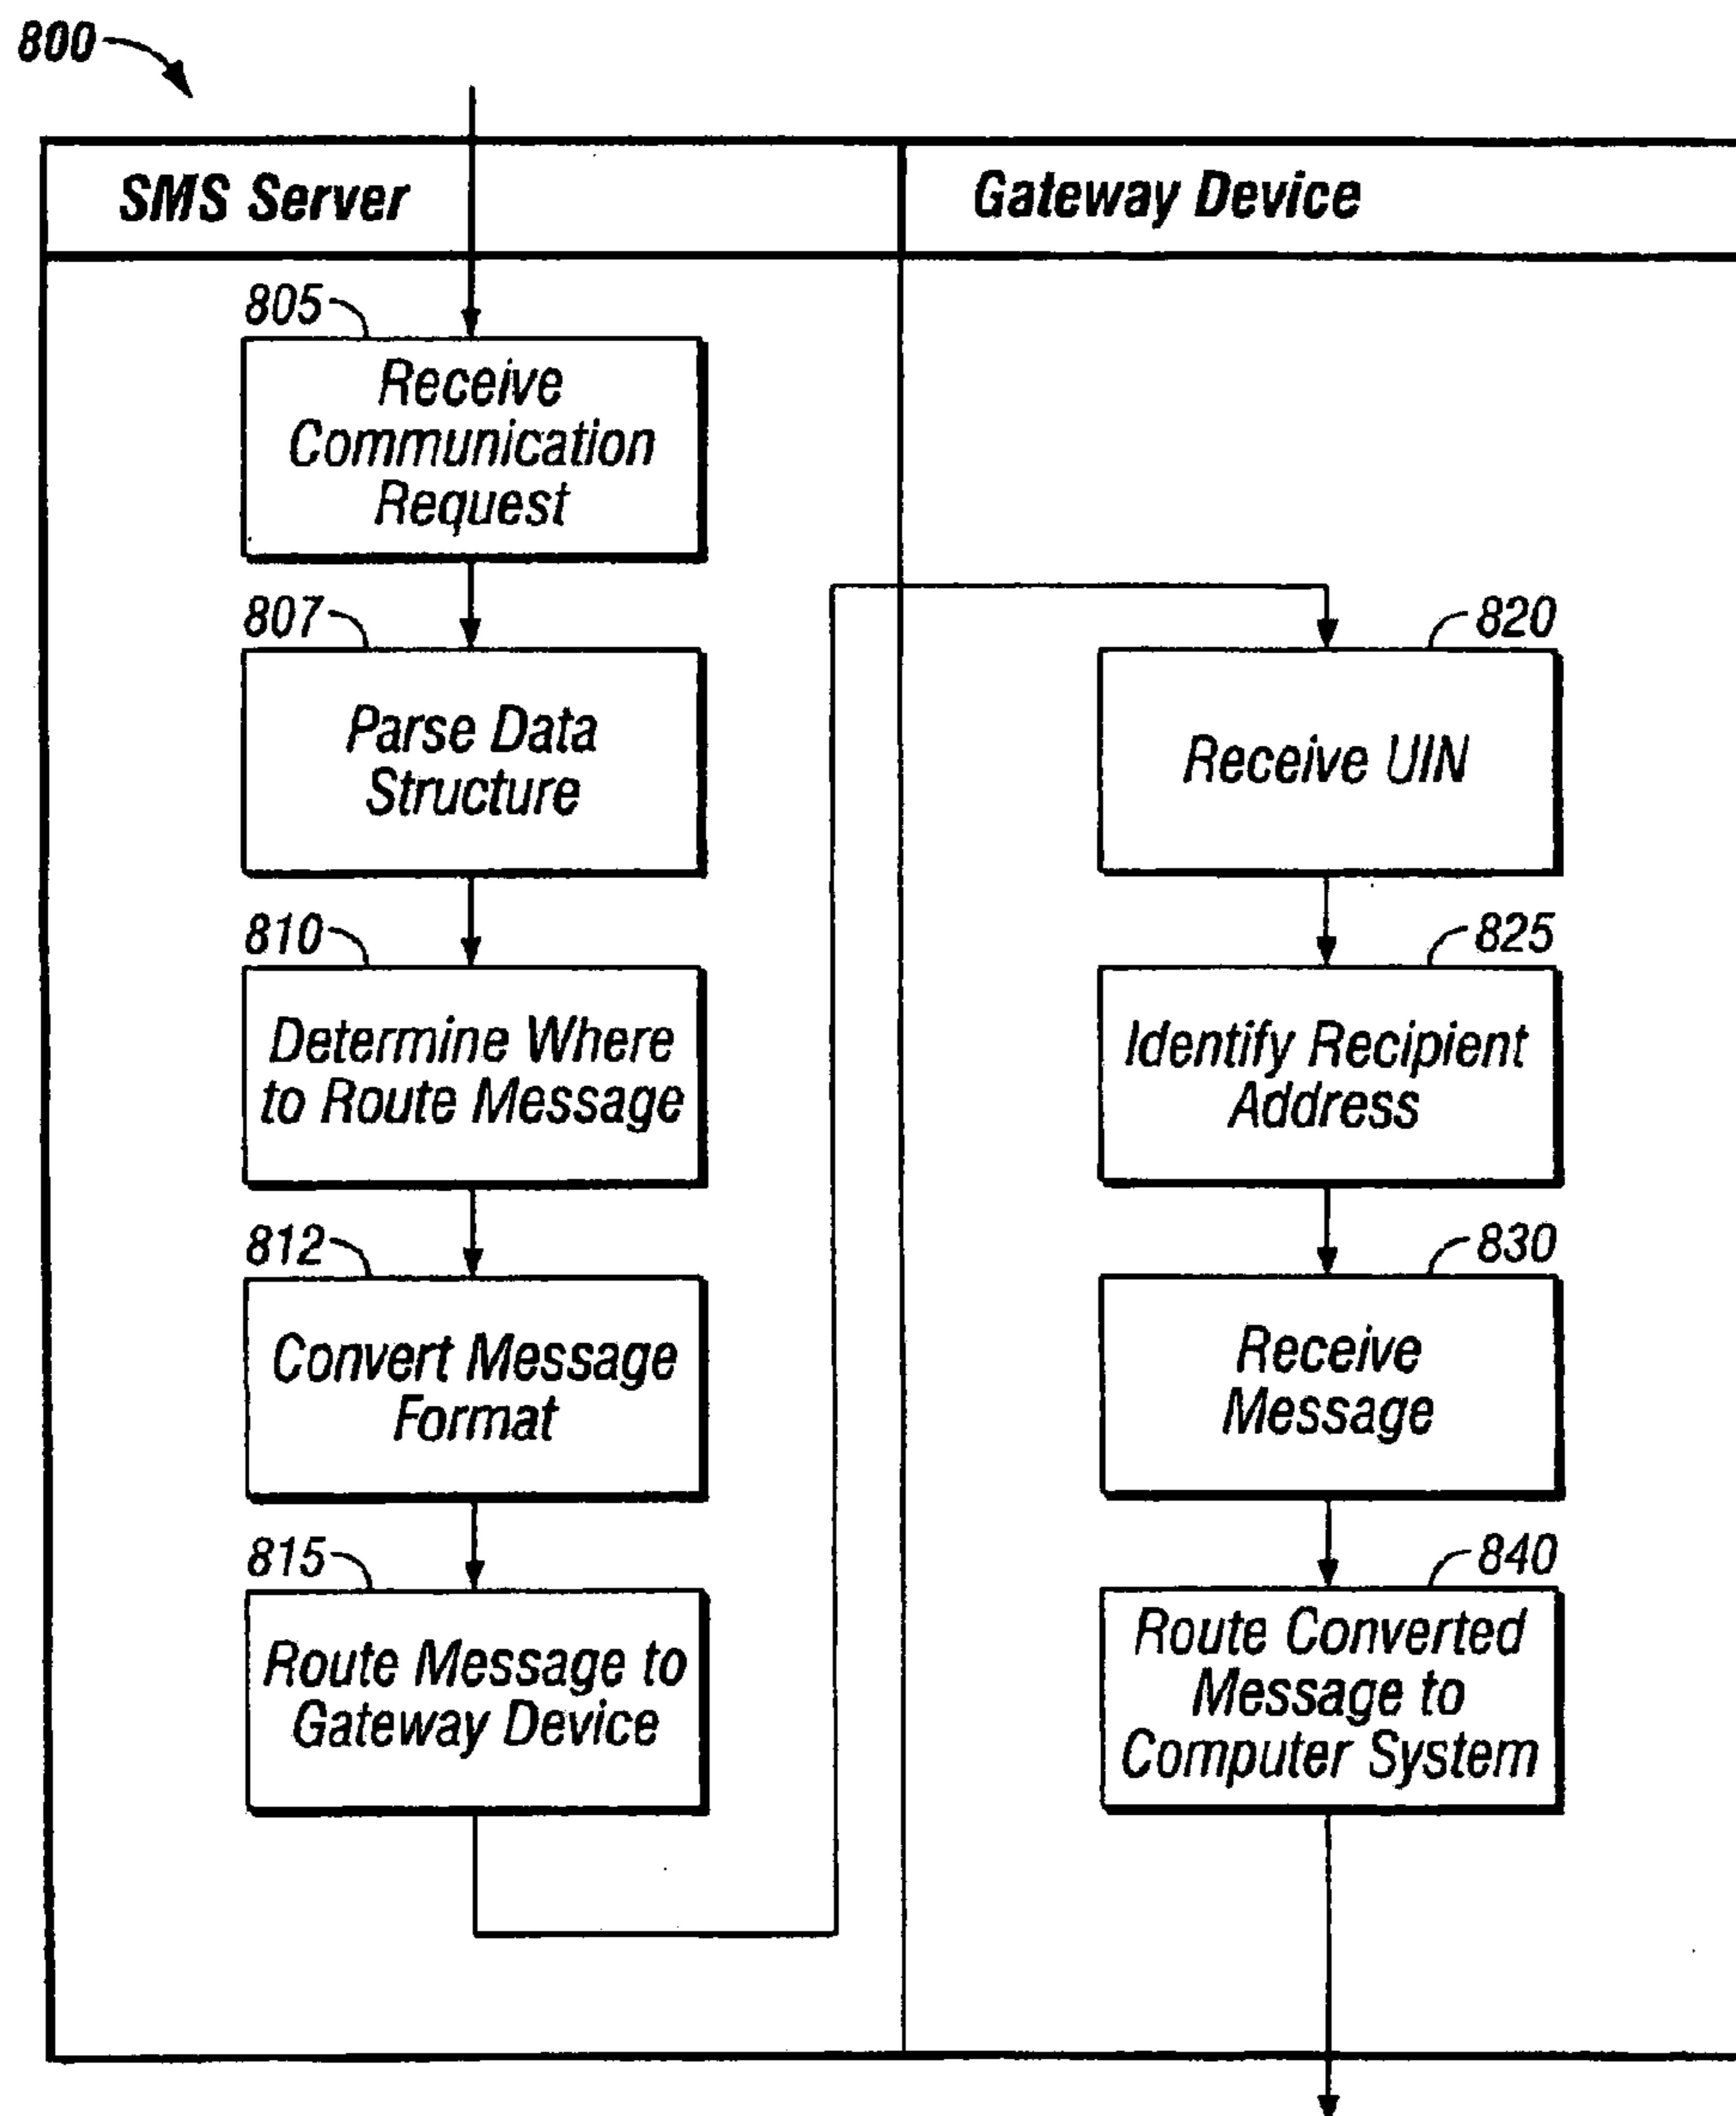 800
SMS Server
Gateway Device
805
Receive
Communication
Request
807
Parse Data
Structure
810
Determine Where
to Route Message
812
Convert Message
Format
815
Route Message to
Gateway Device
820
Receive UIN
825
Identify Recipient
Address
830
Receive
Message
840
Route Converted
Message to
Computer System